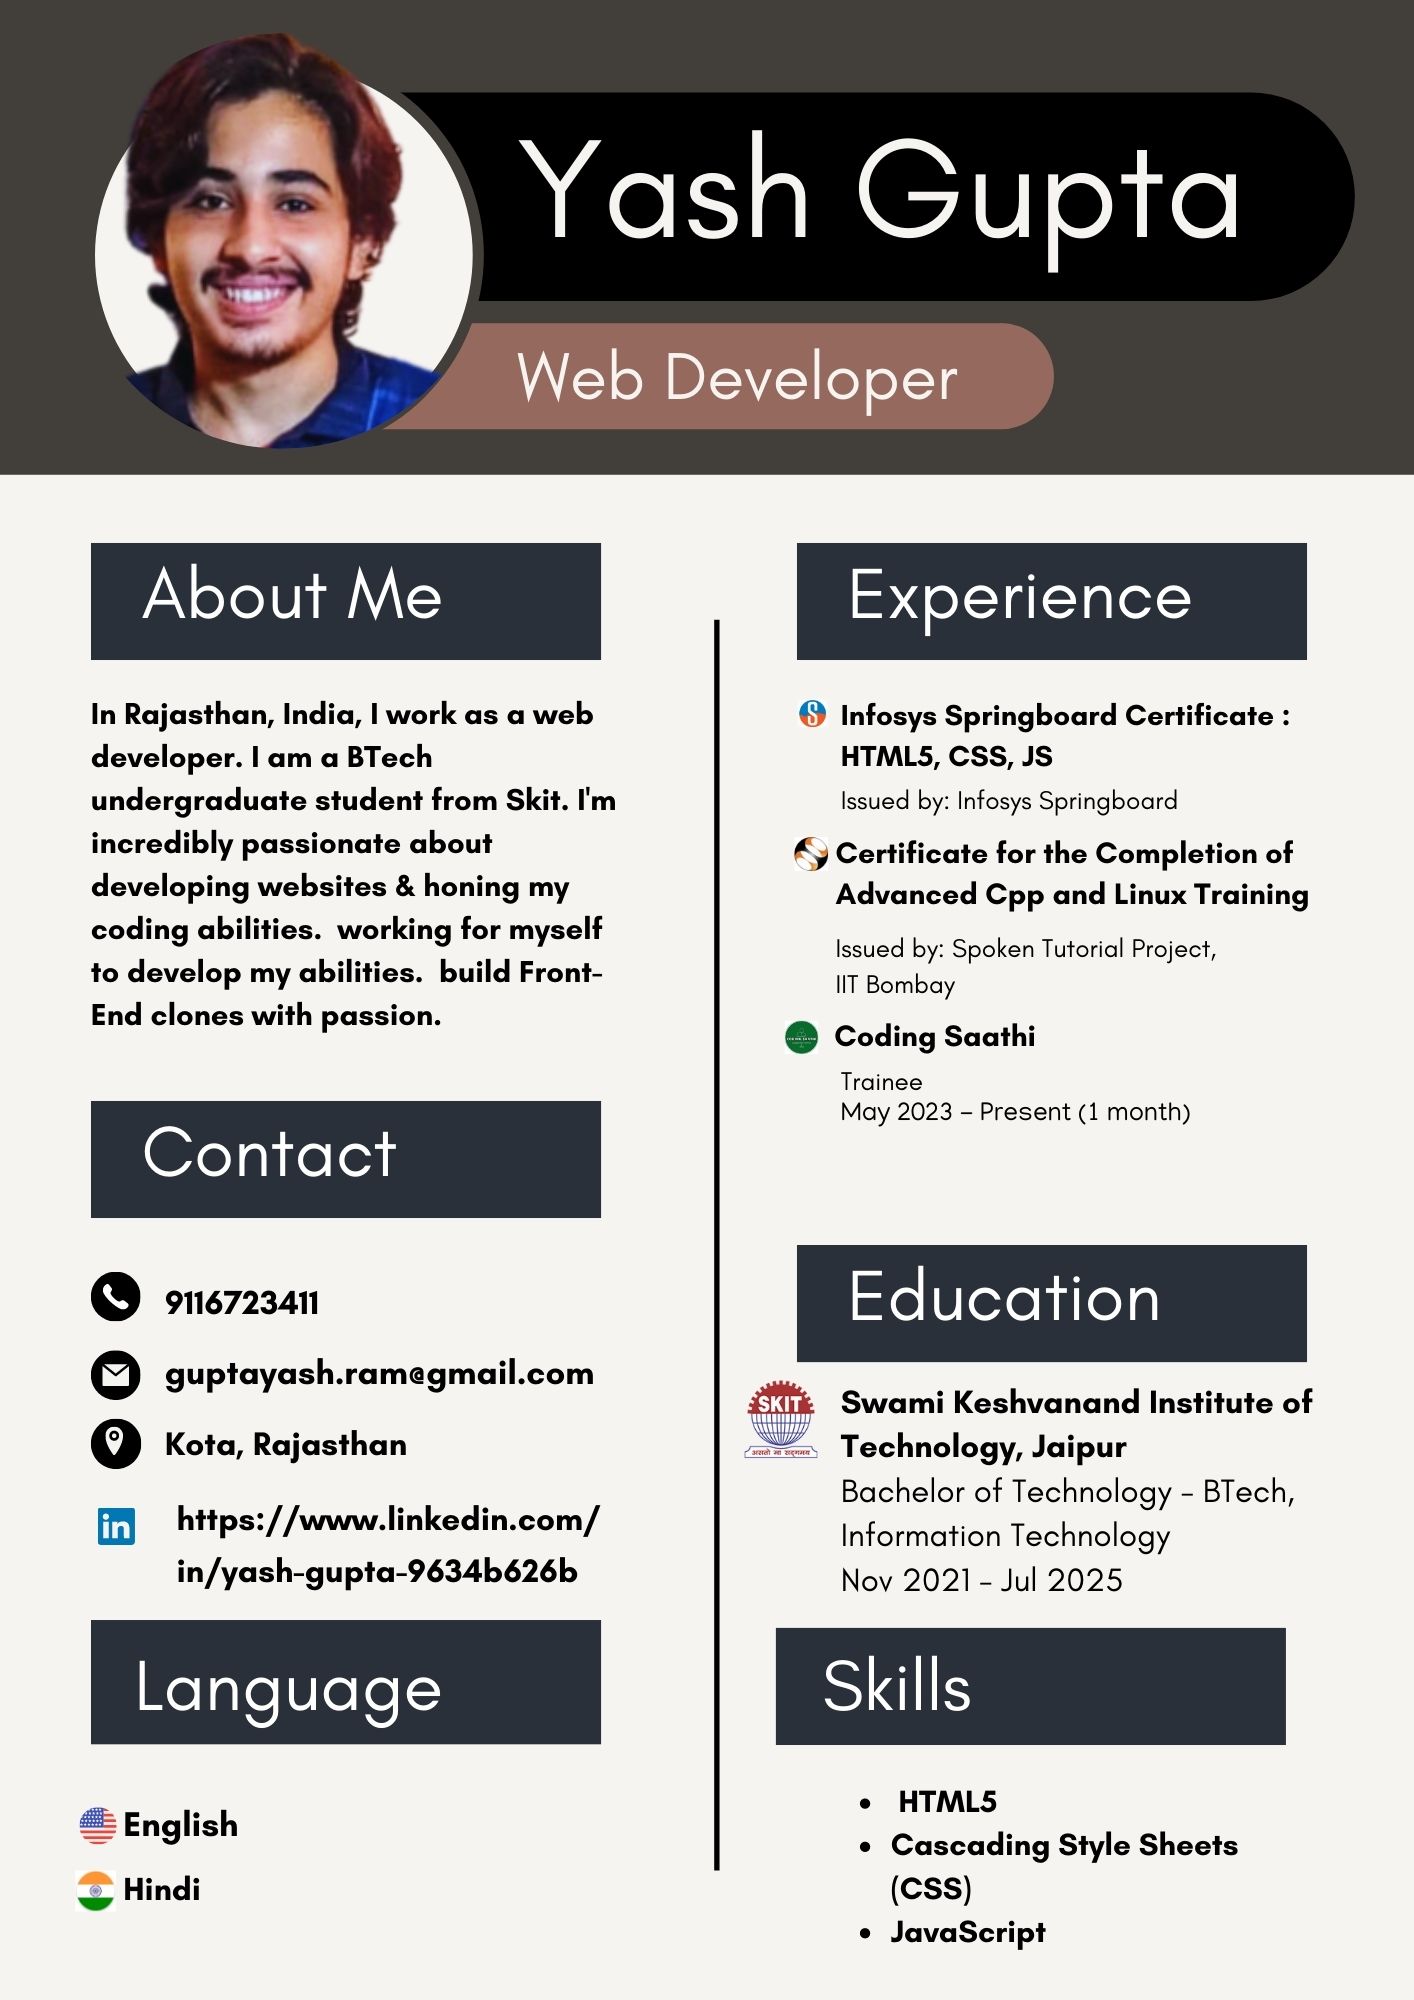 Yash Gupta
Web Developer
About Me
In Rajasthan, India, I work as a web
developer. I am a BTech
undergraduate student from Skit. I'm
incredibly passionate about
developing websites & honing my
coding abilities.  working for myself
to develop my abilities.  build Front-
End clones with passion.
Contact
9116723411
guptayash.ram@gmail.com
Kota, Rajasthan
in
https://www.linkedin.com/
in/yash-gupta-9634b626b
Language
English
Hindi
Experience
S
Infosys Springboard Certificate :
HTML5, CSS, JS
Issued by: Infosys Springboard
Certificate for the Completion of
Advanced Cpp and Linux Training
Issued by: Spoken Tutorial Project,
IIT Bombay
Coding Saathi
Trainee
May 2023 – Present (1 month)
Education
SKIT
असतो मा सद्गमय
Swami Keshvanand Institute of
Technology, Jaipur
Bachelor of Technology - BTech,
Information Technology
Nov 2021 - Jul 2025
Skills
• HTML5
• Cascading Style Sheets
(CSS)
• JavaScript